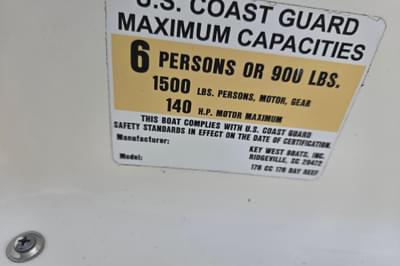 U.S. COAST GUARD
MAXIMUM CAPACITIES
6 PERSONS OR 900 LBS.
1500 LBS. PERSONS, MOTOR, GEAR
140 H.P. MOTOR MAXIMUM
THIS BOAT COMPLIES WITH U.S. COAST GUARD
SAFETY STANDARDS IN EFFECT ON THE DATE OF CERTIFICATION.
Manufacturer: KEY WEST BOATS, INC.
RIDGEVILLE, SC 29472
Model: 176 CC 176 BAY REEF